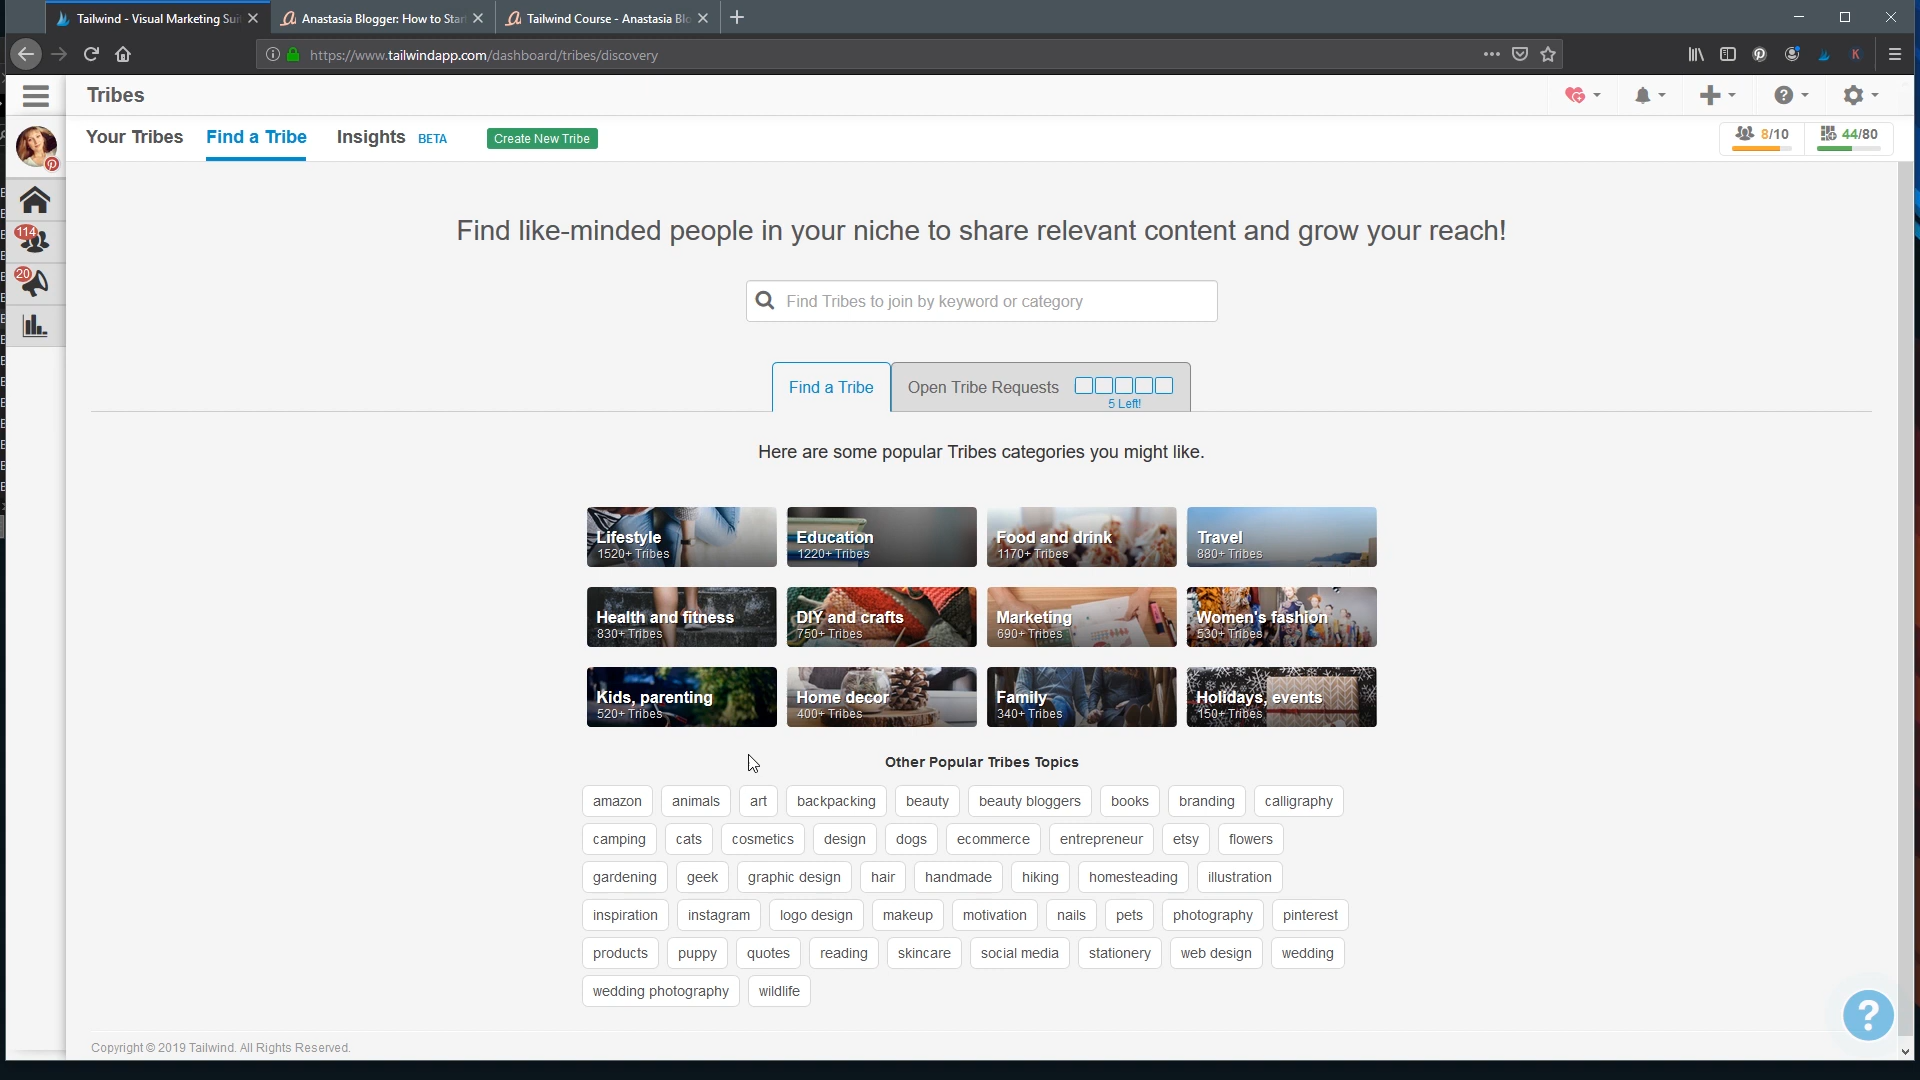 Tailwind - Visual Marketing Sui
Anastasia Blogger: How to Star
Tailwind Course - Anastasia Blo
https://www.tailwindapp.com/dashboard/tribes/discovery
Tribes
Your Tribes
Find a Tribe
Insights BETA
Create New Tribe
8/10
44/80
114
20
Find like-minded people in your niche to share relevant content and grow your reach!
Find Tribes to join by keyword or category
Find a Tribe
Open Tribe Requests
5 Left!
Here are some popular Tribes categories you might like.
Lifestyle
1520+ Tribes
Education
1220+ Tribes
Food and drink
1170+ Tribes
Travel
880+ Tribes
Health and fitness
830+ Tribes
DIY and crafts
750+ Tribes
Marketing
690+ Tribes
Women's fashion
530+ Tribes
Kids, parenting
520+ Tribes
Home decor
400+ Tribes
Family
340+ Tribes
Holidays, events
150+ Tribes
Other Popular Tribes Topics
amazon animals art backpacking beauty beauty bloggers books branding calligraphy
camping cats cosmetics design dogs ecommerce entrepreneur etsy flowers
gardening geek graphic design hair handmade hiking homesteading illustration
inspiration instagram logo design makeup motivation nails pets photography pinterest
products puppy quotes reading skincare social media stationery web design wedding
wedding photography wildlife
Copyright © 2019 Tailwind. All Rights Reserved.